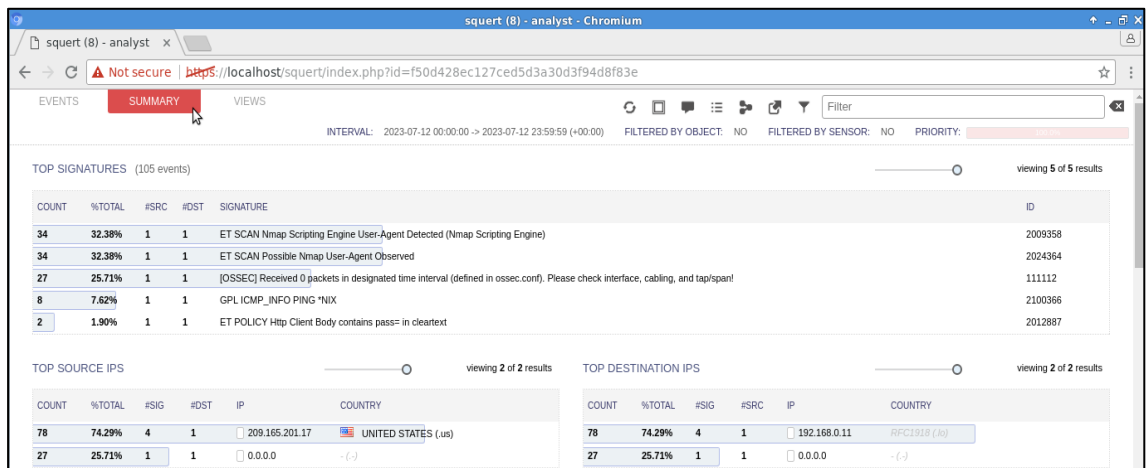 squert (8) - analyst - Chromium
squert (8) - analyst ×
Not secure | https://localhost/squert/index.php?id=f50d428ec127ced5d3a30d3f94d8f83e
EVENTS SUMMARY VIEWS Filter
INTERVAL: 2023-07-12 00:00:00 -> 2023-07-12 23:59:59 (+00:00) FILTERED BY OBJECT: NO FILTERED BY SENSOR: NO PRIORITY:
TOP SIGNATURES (105 events) viewing 5 of 5 results
COUNT %TOTAL #SRC #DST SIGNATURE ID
34 32.38% 1 1 ET SCAN Nmap Scripting Engine User-Agent Detected (Nmap Scripting Engine) 2009358
34 32.38% 1 1 ET SCAN Possible Nmap User-Agent Observed 2024364
27 25.71% 1 1 [OSSEC] Received 0 packets in designated time interval (defined in ossec.conf). Please check interface, cabling, and tap/span! 111112
8 7.62% 1 1 GPL ICMP_INFO PING *NIX 2100366
2 1.90% 1 1 ET POLICY Http Client Body contains pass= in cleartext 2012887
TOP SOURCE IPS viewing 2 of 2 results TOP DESTINATION IPS viewing 2 of 2 results
COUNT %TOTAL #SIG #DST IP COUNTRY COUNT %TOTAL #SIG #SRC IP COUNTRY
78 74.29% 4 1 209.165.201.17 UNITED STATES (.us) 78 74.29% 4 1 192.168.0.11 RFC1918 (.lo)
27 25.71% 1 1 0.0.0.0 - (.-) 27 25.71% 1 1 0.0.0.0 - (.-)